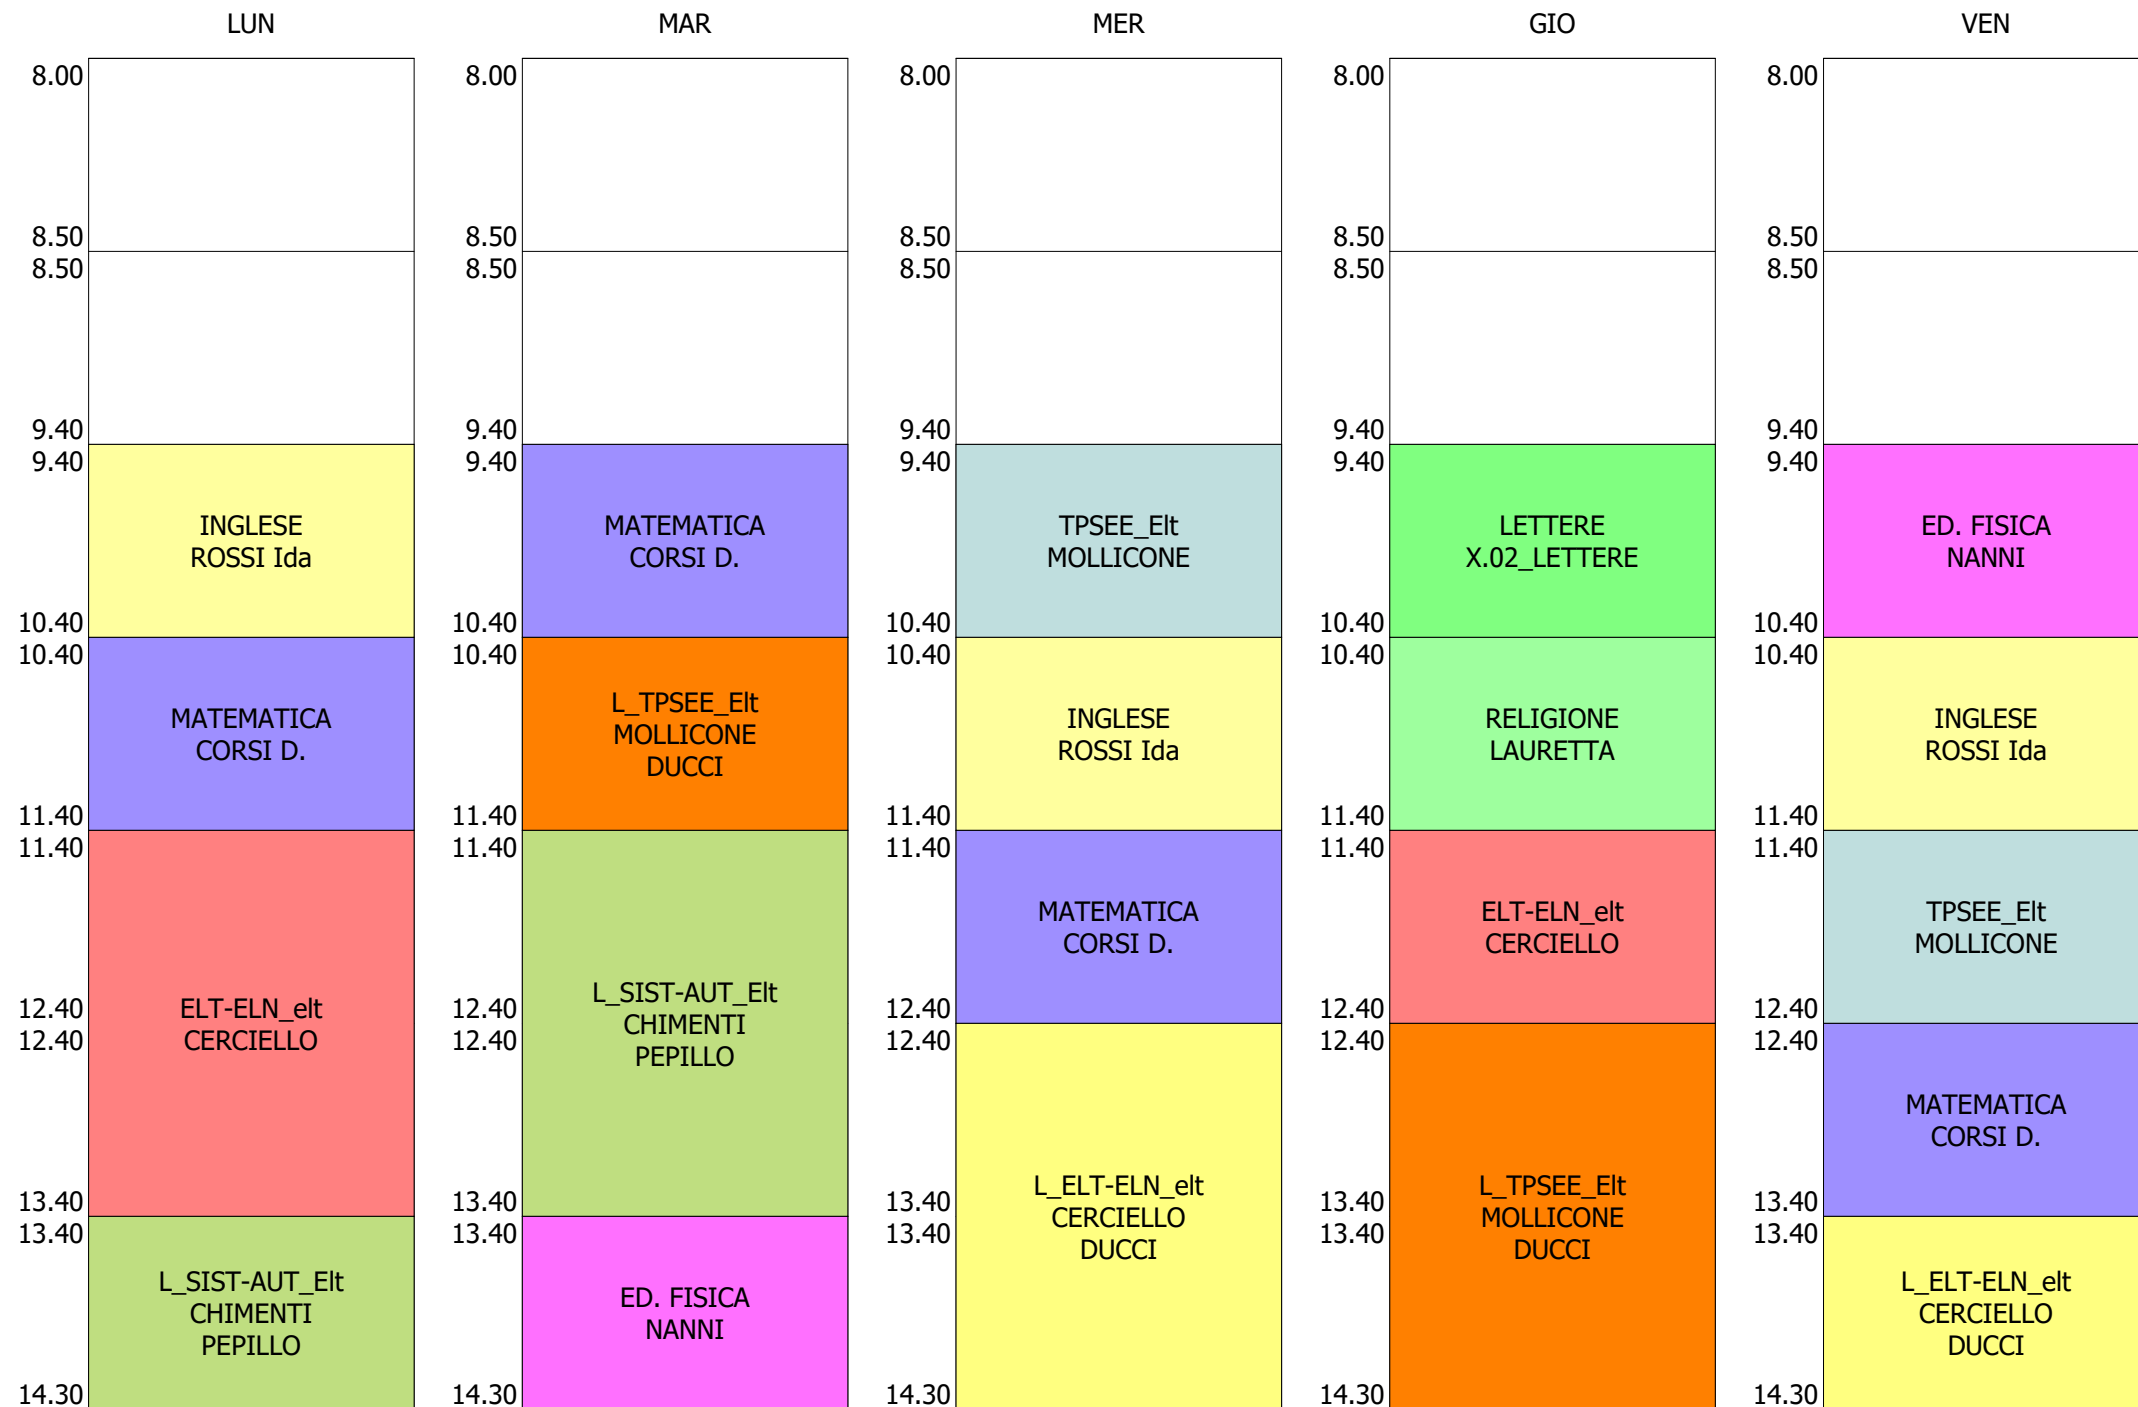 LUN
8.00
8.50
8.50
9.40
9.40
INGLESE
ROSSI Ida
10.40
10.40
MATEMATICA
CORSI D.
11.40
11.40
ELT-ELN_elt
CERCIELLO
12.40
12.40
13.40
13.40
L_SIST-AUT_Elt
CHIMENTI
PEPILLO
14.30
MAR
8.00
8.50
8.50
9.40
9.40
MATEMATICA
CORSI D.
10.40
10.40
L_TPSEE_Elt
MOLLICONE
DUCCI
11.40
11.40
L_SIST-AUT_Elt
CHIMENTI
PEPILLO
12.40
12.40
13.40
13.40
ED. FISICA
NANNI
14.30
MER
8.00
8.50
8.50
9.40
9.40
TPSEE_Elt
MOLLICONE
10.40
10.40
INGLESE
ROSSI Ida
11.40
11.40
MATEMATICA
CORSI D.
12.40
12.40
L_ELT-ELN_elt
CERCIELLO
DUCCI
13.40
13.40
14.30
GIO
8.00
8.50
8.50
9.40
9.40
LETTERE
X.02_LETTERE
10.40
10.40
RELIGIONE
LAURETTA
11.40
11.40
ELT-ELN_elt
CERCIELLO
12.40
12.40
L_TPSEE_Elt
MOLLICONE
DUCCI
13.40
13.40
14.30
VEN
8.00
8.50
8.50
9.40
9.40
ED. FISICA
NANNI
10.40
10.40
INGLESE
ROSSI Ida
11.40
11.40
TPSEE_Elt
MOLLICONE
12.40
12.40
MATEMATICA
CORSI D.
13.40
13.40
L_ELT-ELN_elt
CERCIELLO
DUCCI
14.30